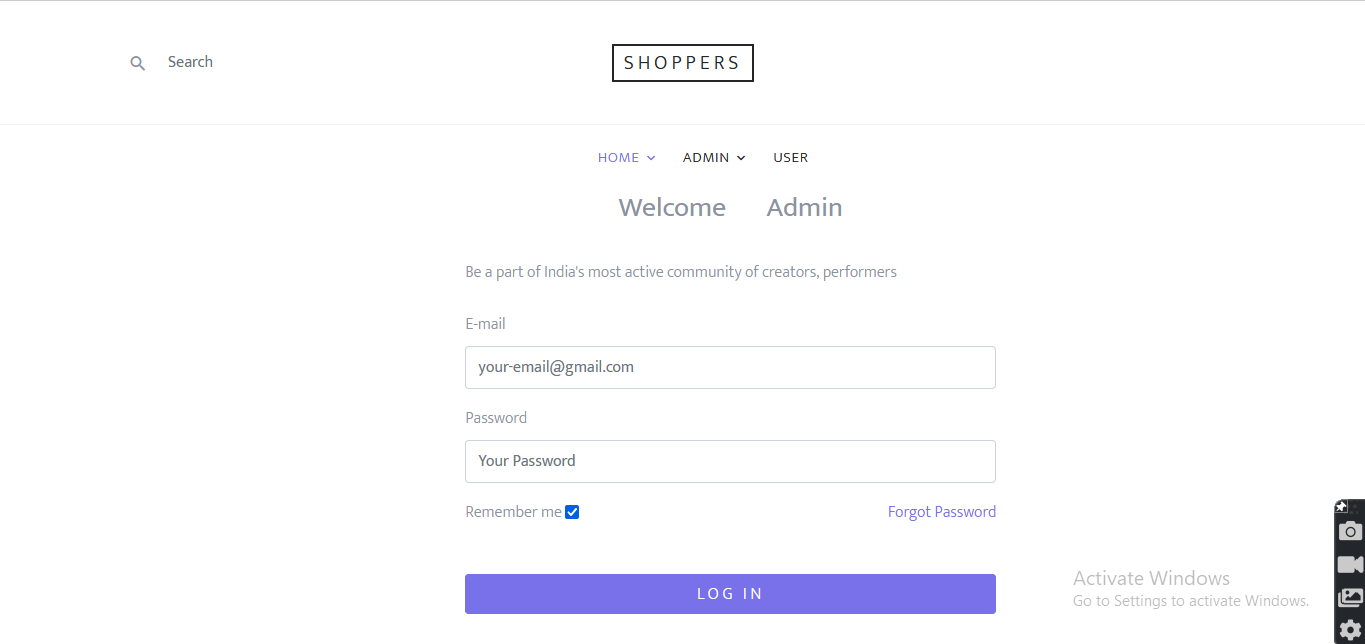 Search
SHOPPERS
HOME ADMIN USER
Welcome Admin
Be a part of India's most active community of creators, performers
E-mail
your-email@gmail.com
Password
Your Password
Remember me Forgot Password
LOG IN
Activate Windows
Go to Settings to activate Windows.